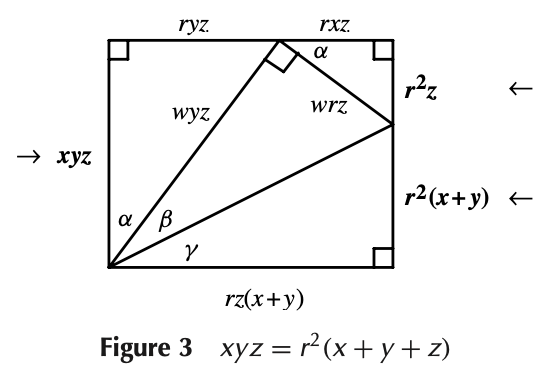 ryz rxz
α
r²z ←
wyz wrz
→ xyz
r²(x+y) ←
α β
γ
rz(x+y)
Figure 3 xyz = r²(x + y + z)